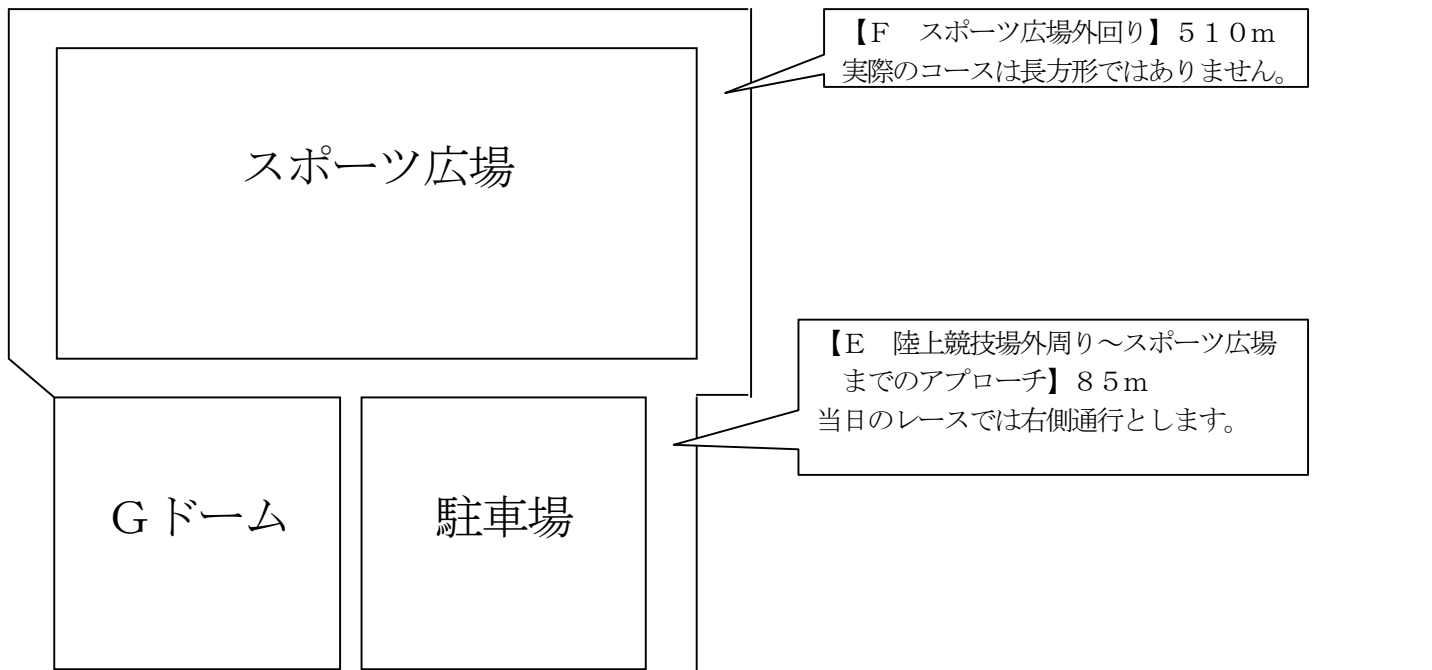 【Ｆ　スポーツ広場外回り】５１０ｍ
実際のコースは長方形ではありません。
スポーツ広場
【Ｅ　陸上競技場外周り～スポーツ広場
までのアプローチ】８５ｍ
当日のレースでは右側通行とします。
Ｇドーム
駐車場